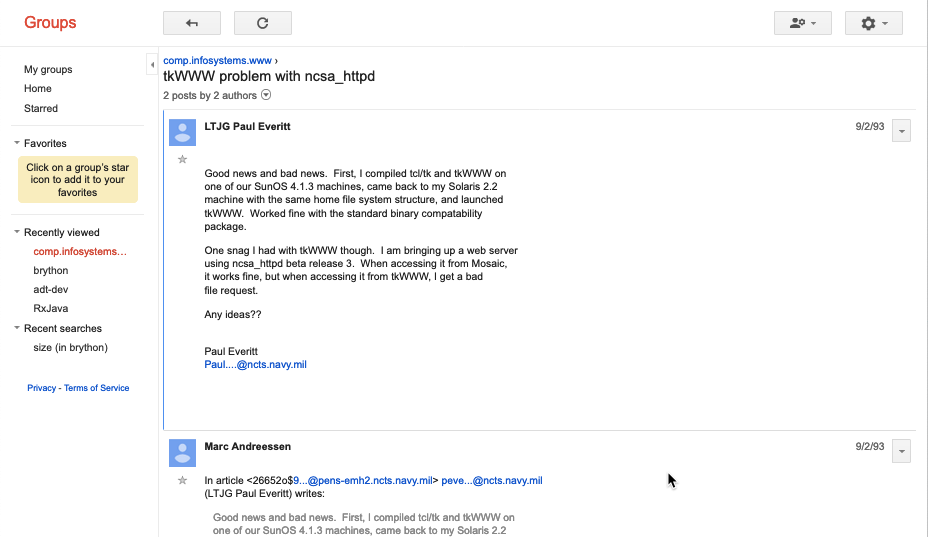 Groups
My groups
Home
Starred
Favorites
Click on a group's star
icon to add it to your
favorites
Recently viewed
comp.infosystems...
brython
adt-dev
RxJava
Recent searches
size (in brython)
Privacy - Terms of Service
comp.infosystems.www ›
tkWWW problem with ncsa_httpd
2 posts by 2 authors
LTJG Paul Everitt
9/2/93
Good news and bad news.  First, I compiled tcl/tk and tkWWW on
one of our SunOS 4.1.3 machines, came back to my Solaris 2.2
machine with the same home file system structure, and launched
tkWWW.  Worked fine with the standard binary compatability
package.
One snag I had with tkWWW though.  I am bringing up a web server
using ncsa_httpd beta release 3.  When accessing it from Mosaic,
it works fine, but when accessing it from tkWWW, I get a bad
file request.
Any ideas??
Paul Everitt
Paul....@ncts.navy.mil
Marc Andreessen
9/2/93
In article <26652o$9...@pens-emh2.ncts.navy.mil> peve...@ncts.navy.mil
(LTJG Paul Everitt) writes:
Good news and bad news.  First, I compiled tcl/tk and tkWWW on
one of our SunOS 4.1.3 machines, came back to my Solaris 2.2